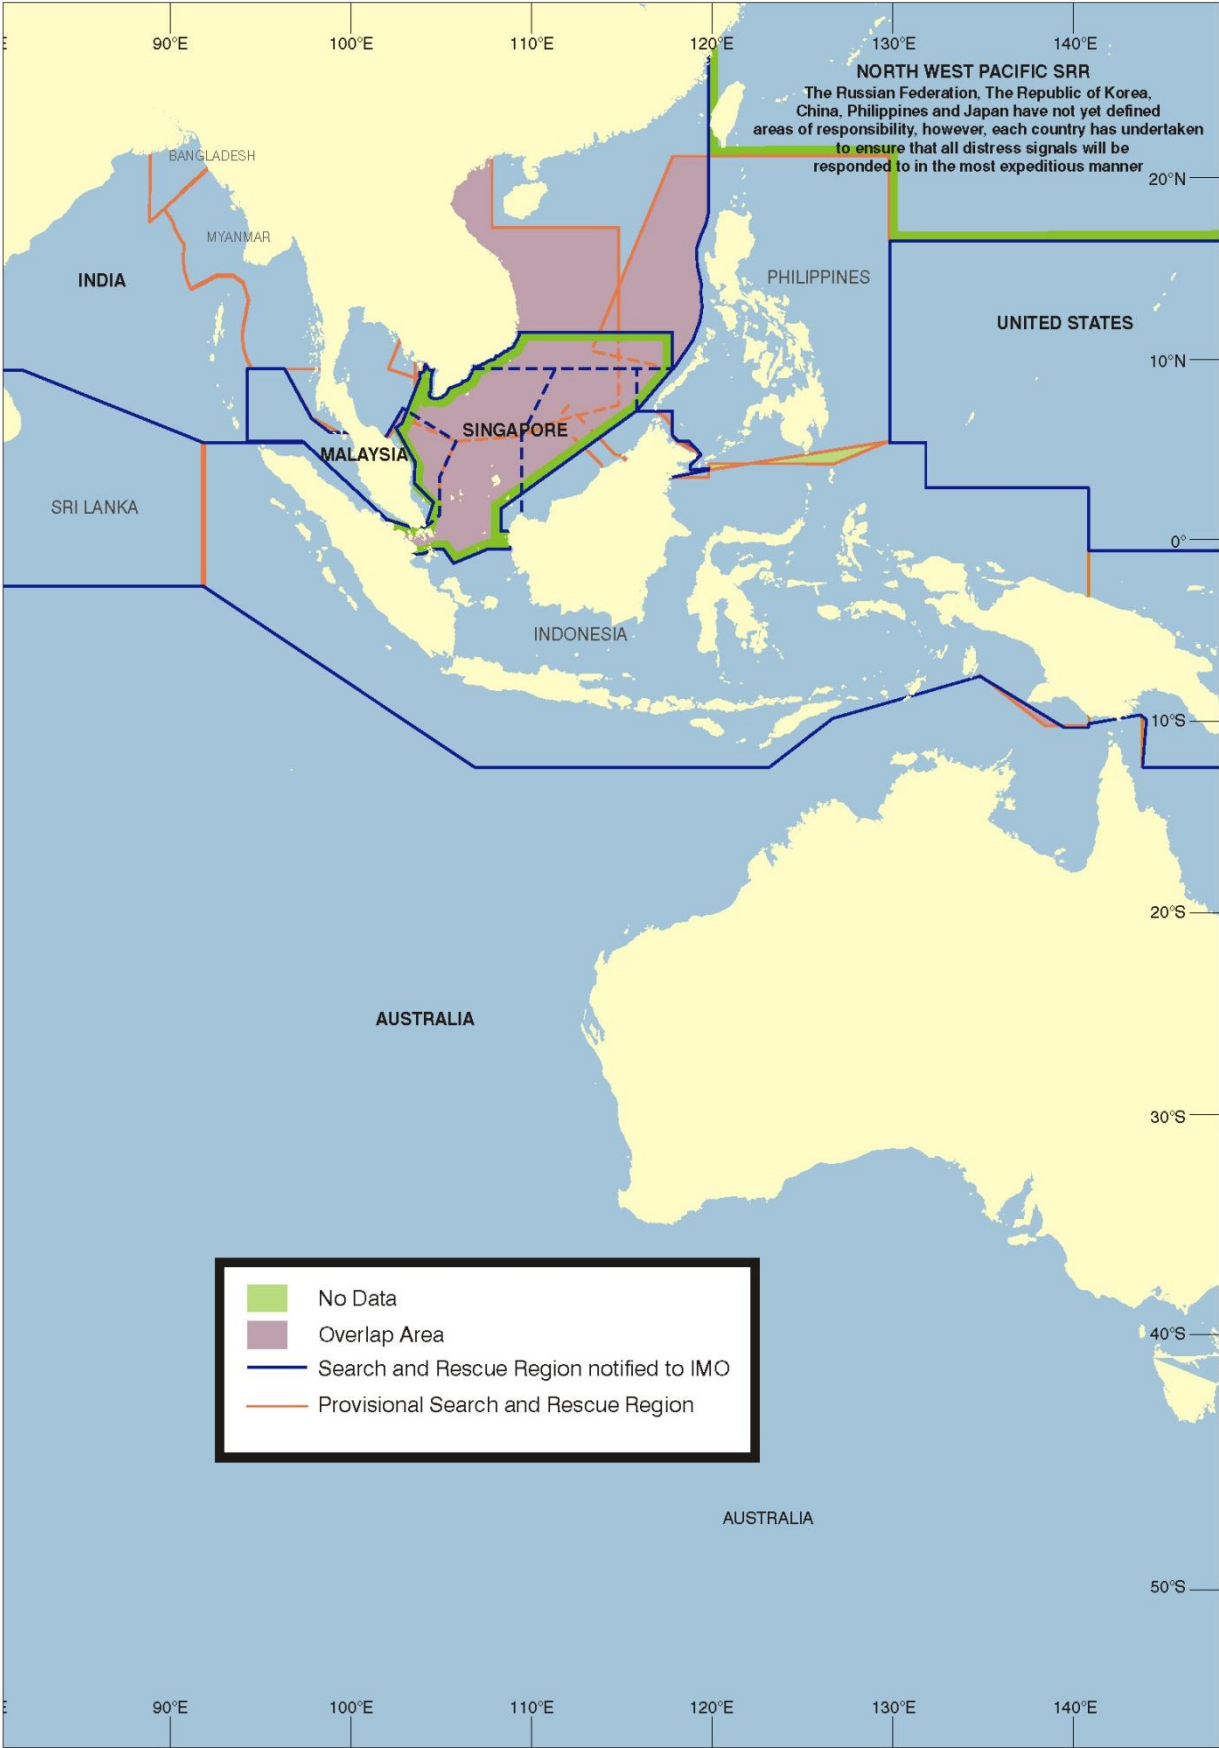 E
90°E
100°E
110°E
120°E
130°E
140°E
NORTH WEST PACIFIC SRR
The Russian Federation, The Republic of Korea,
China, Philippines and Japan have not yet defined
areas of responsibility, however, each country has undertaken
to ensure that all distress signals will be
responded to in the most expeditious manner
BANGLADESH
20°N
MYANMAR
INDIA
PHILIPPINES
UNITED STATES
10°N
SINGAPORE
MALAYSIA
SRI LANKA
0°
INDONESIA
10°S
20°S
AUSTRALIA
30°S
No Data
Overlap Area
Search and Rescue Region notified to IMO
Provisional Search and Rescue Region
40°S
AUSTRALIA
50°S
E
90°E
100°E
110°E
120°E
130°E
140°E